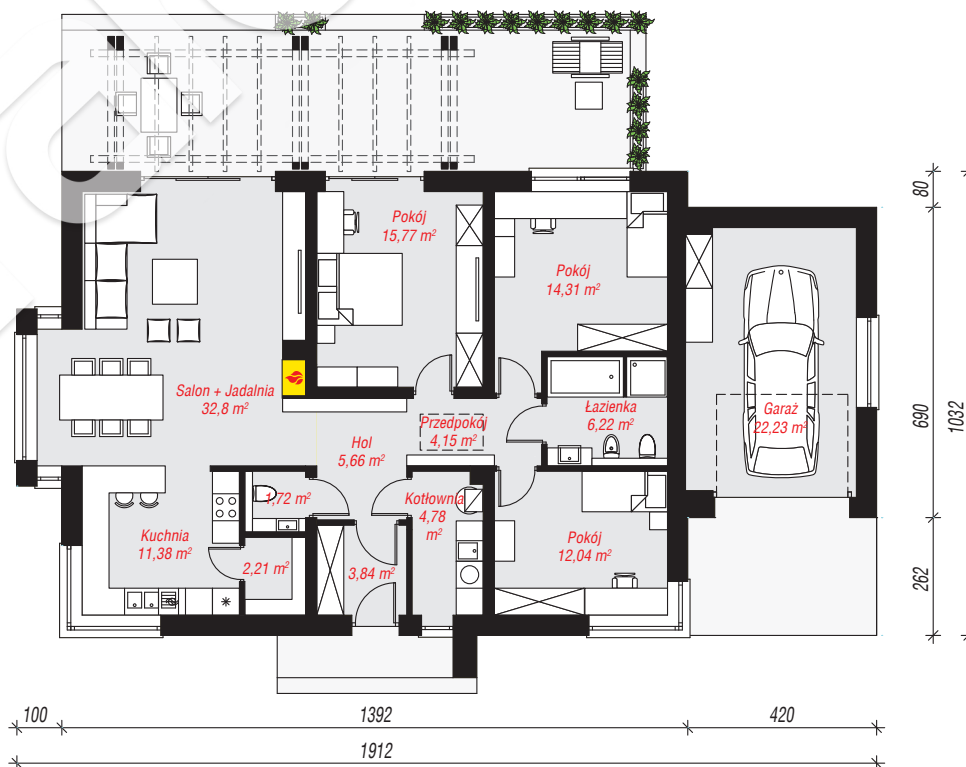 Pokój
15,77 m²
Pokój
14,31 m²
Salon + Jadalnia
32,8 m²
Przedpokój
4,15 m²
Łazienka
6,22 m²
Garaż
22,23 m²
Hol
5,66 m²
1,72 m²
Kotłownia
4,78
m²
Kuchnia
11,38 m²
2,21 m²
3,84 m²
Pokój
12,04 m²
80
690
1032
262
100
1392
420
1912